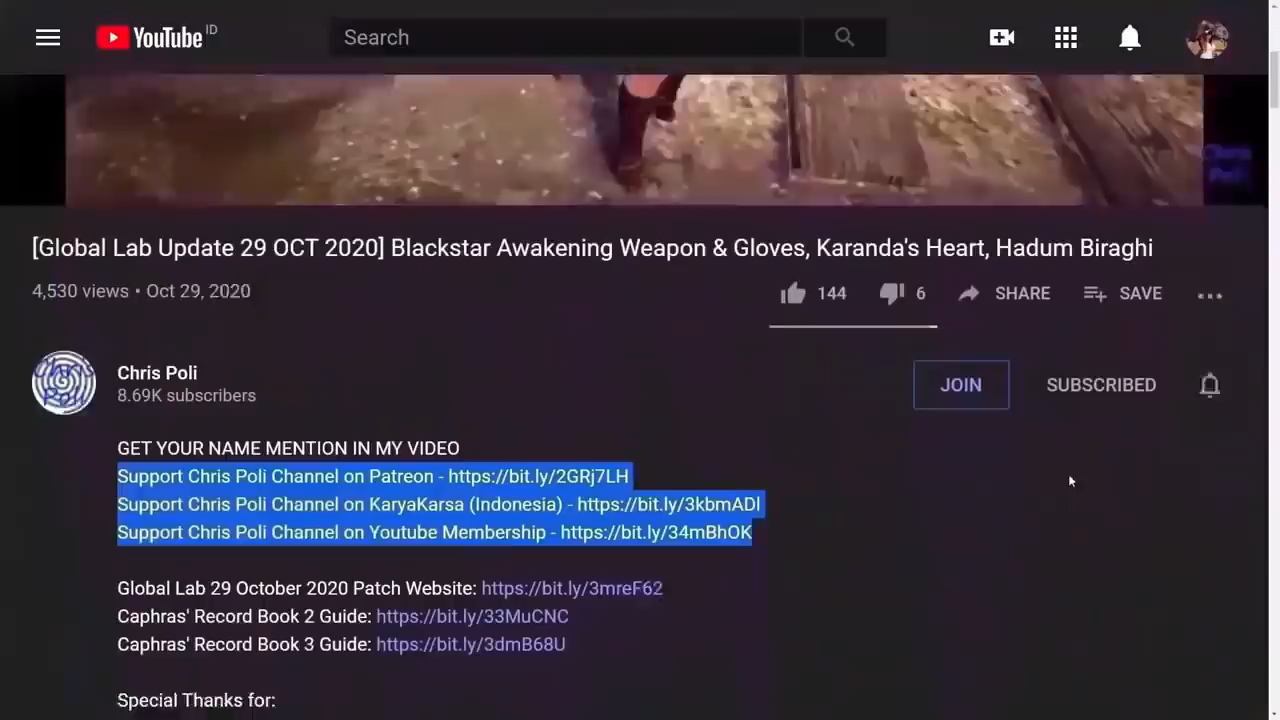 YouTube ID
Search
Chris
Poli
[Global Lab Update 29 OCT 2020] Blackstar Awakening Weapon & Gloves, Karanda's Heart, Hadum Biraghi
4,530 views • Oct 29, 2020
144 6 SHARE SAVE
Chris Poli
Chris Poli
8.69K subscribers
JOIN SUBSCRIBED
GET YOUR NAME MENTION IN MY VIDEO
Support Chris Poli Channel on Patreon - https://bit.ly/2GRj7LH
Support Chris Poli Channel on KaryaKarsa (Indonesia) - https://bit.ly/3kbmADl
Support Chris Poli Channel on Youtube Membership - https://bit.ly/34mBhOK
Global Lab 29 October 2020 Patch Website: https://bit.ly/3mreF62
Caphras' Record Book 2 Guide: https://bit.ly/33MuCNC
Caphras' Record Book 3 Guide: https://bit.ly/3dmB68U
Special Thanks for: